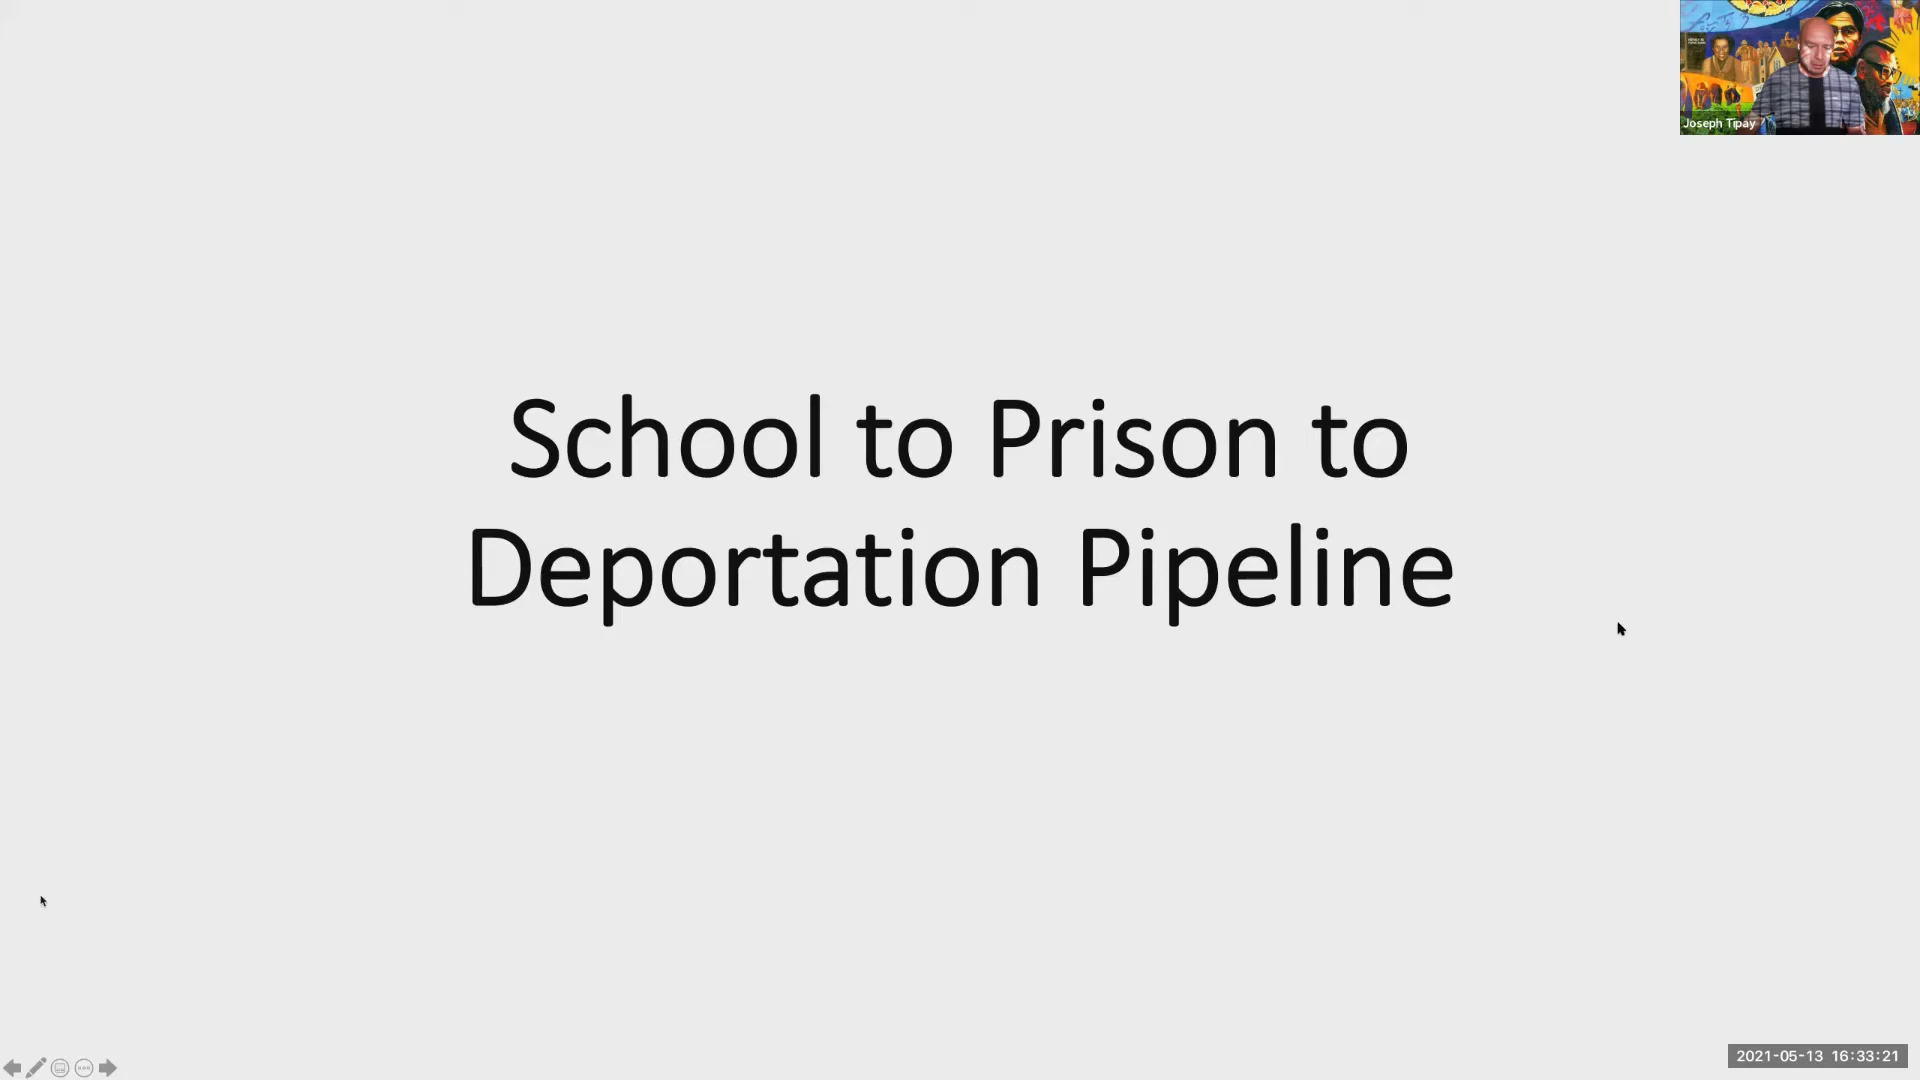 Joseph Tipay
School to Prison to
Deportation Pipeline
2021-05-13 16:33:21